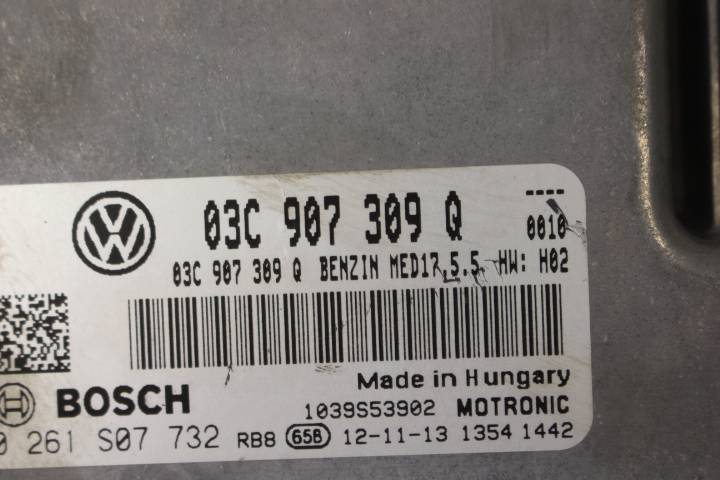 03C 907 309 Q ----
0010
03C 907 309 Q BENZIN MED17.5.5 HW: H02
Made in Hungary
BOSCH 1039S53902 MOTRONIC
0 261 S07 732 RB8 658 12-11-13 1354 1442